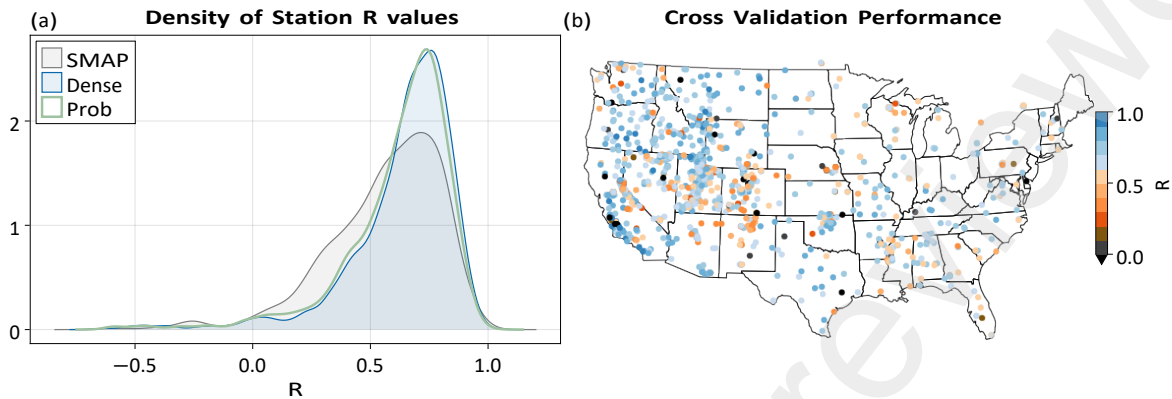 (a) Density of Station R values
SMAP
Dense
Prob
2
1
0
−0.5 0.0 0.5 1.0
R
(b) Cross Validation Performance
1.0
0.5
0.0
R